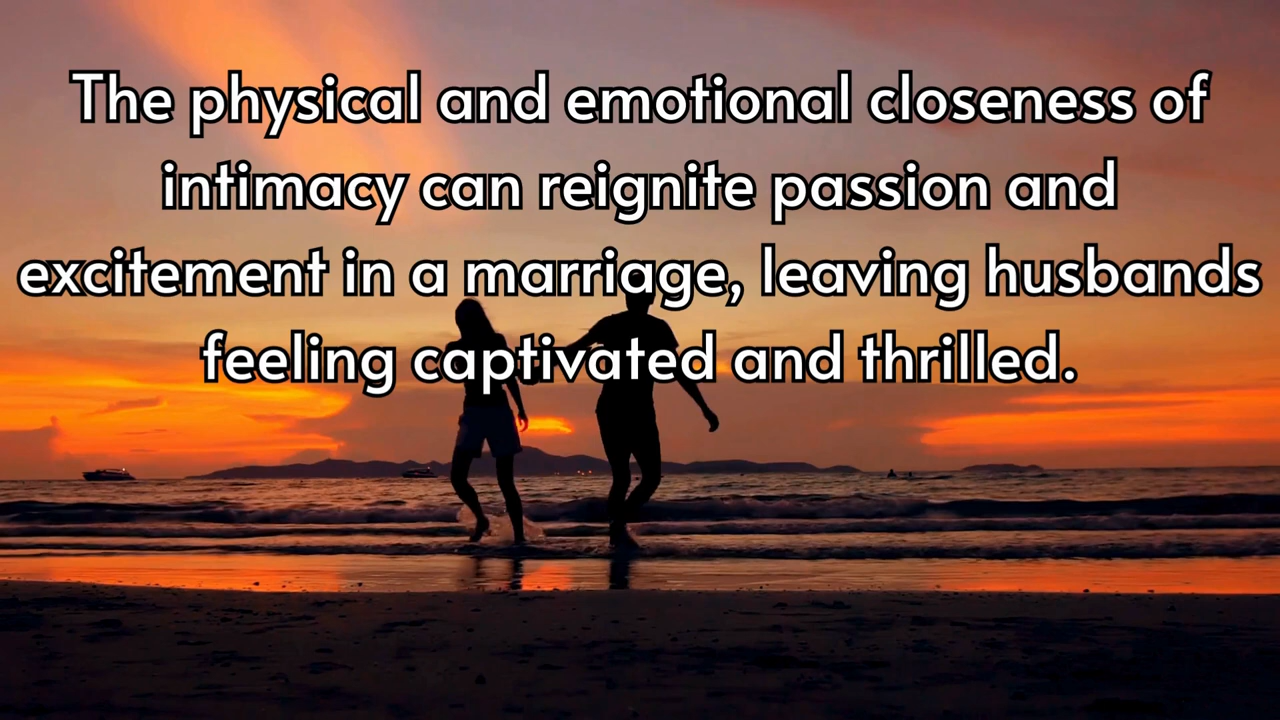 The physical and emotional closeness of
intimacy can reignite passion and
excitement in a marriage, leaving husbands
feeling captivated and thrilled.